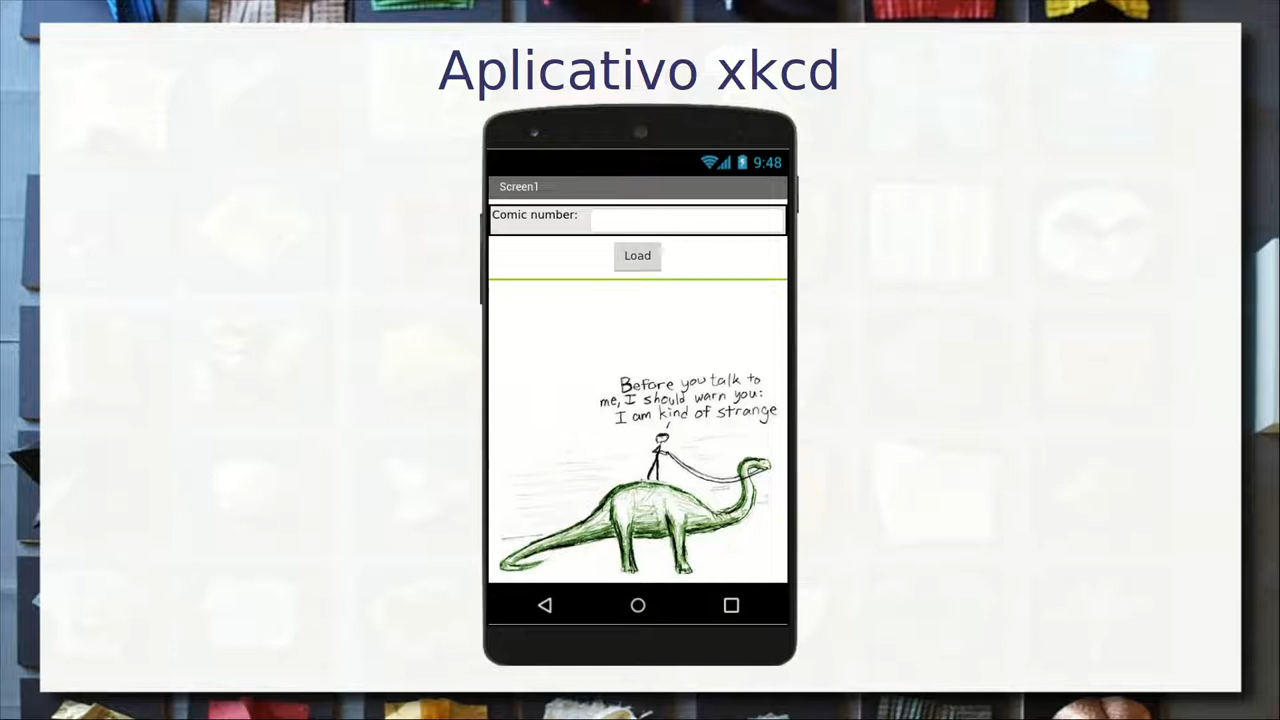 Aplicativo xkcd
9:48
Screen1
Comic number:
Load
Before you talk to
me, I should warn you:
I am kind of strange